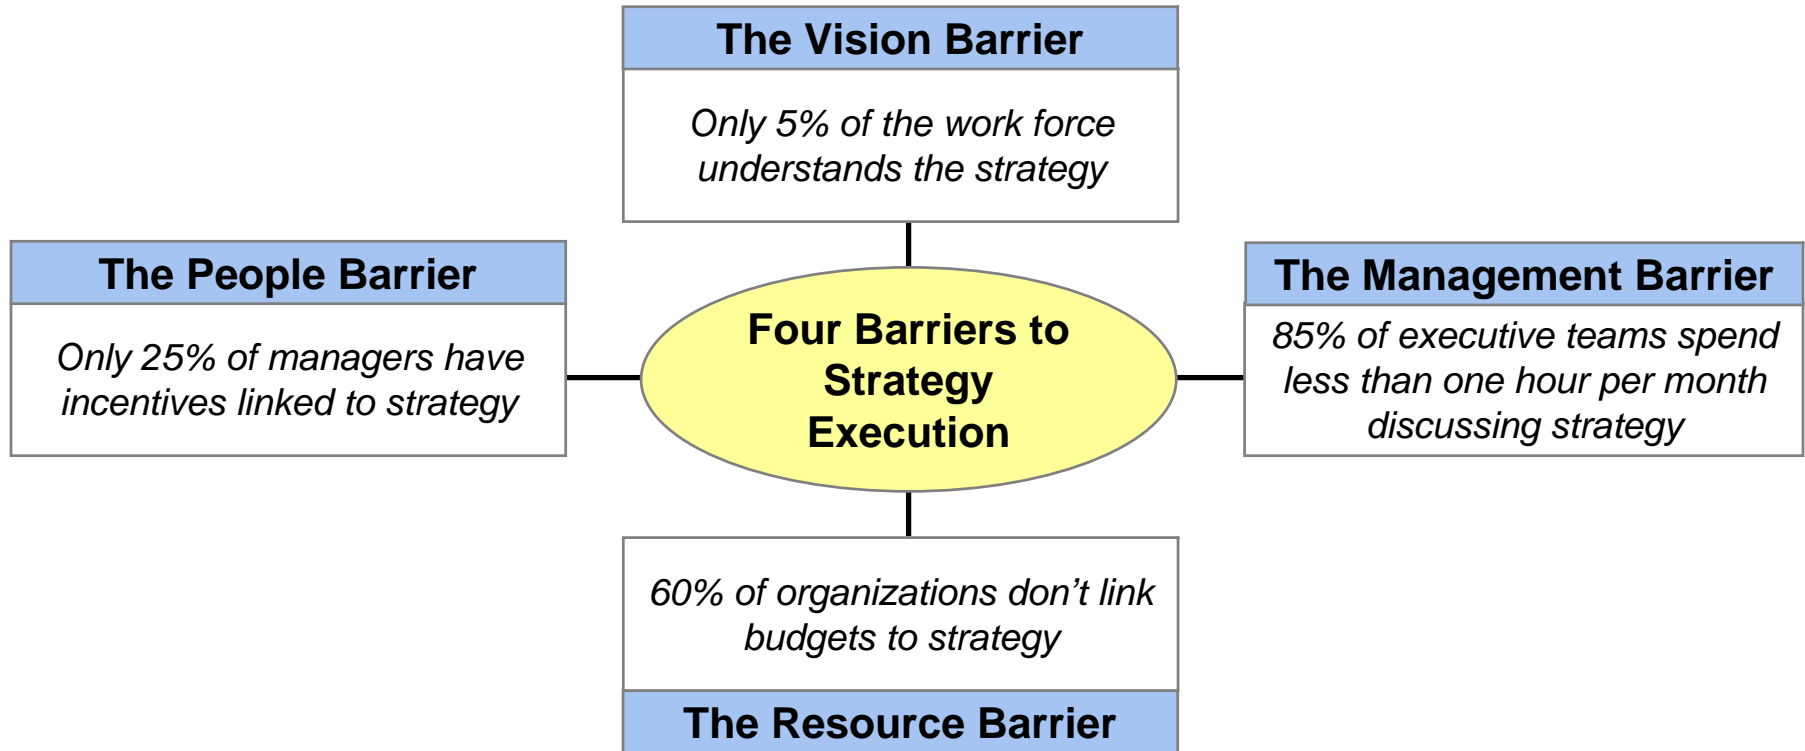 The Vision Barrier
Only 5% of the work force
understands the strategy
The People Barrier
Only 25% of managers have
incentives linked to strategy
Four Barriers to
Strategy
Execution
The Management Barrier
85% of executive teams spend
less than one hour per month
discussing strategy
60% of organizations don’t link
budgets to strategy
The Resource Barrier